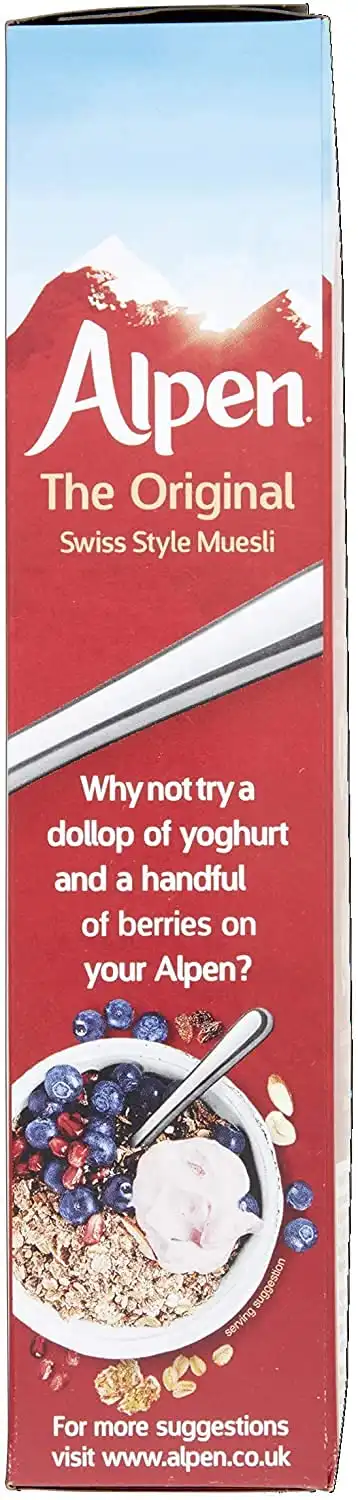 Alpen
The Original
Swiss Style Muesli
Why not try a
dollop of yoghurt
and a handful
of berries on
your Alpen?
serving suggestion
For more suggestions
visit www.alpen.co.uk